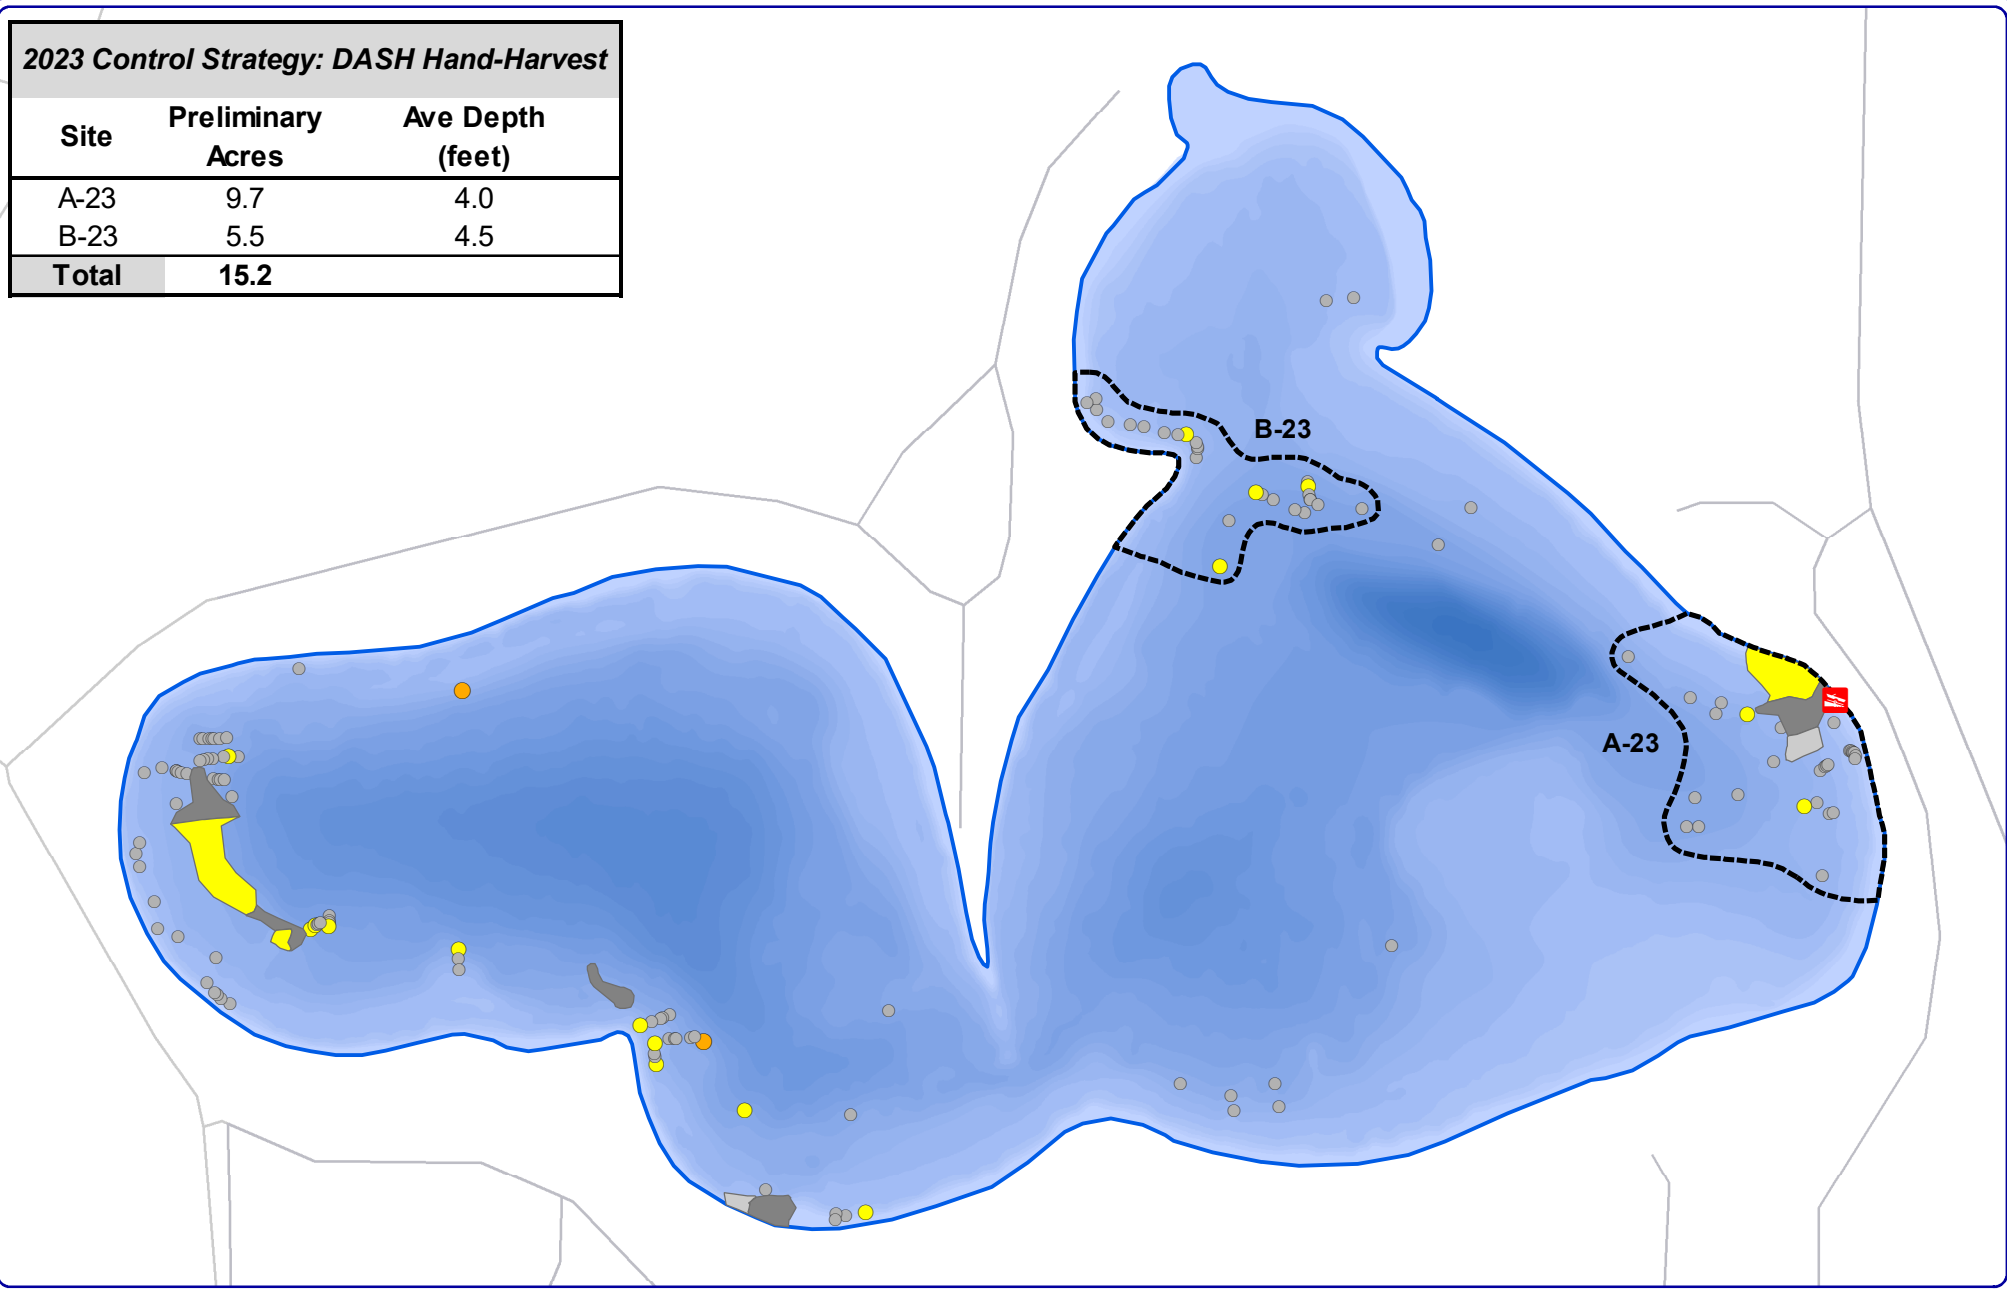 2023 Control Strategy: DASH Hand-Harvest
Site Preliminary Acres Ave Depth (feet)
A-23 9.7 4.0
B-23 5.5 4.5
Total 15.2
B-23
A-23